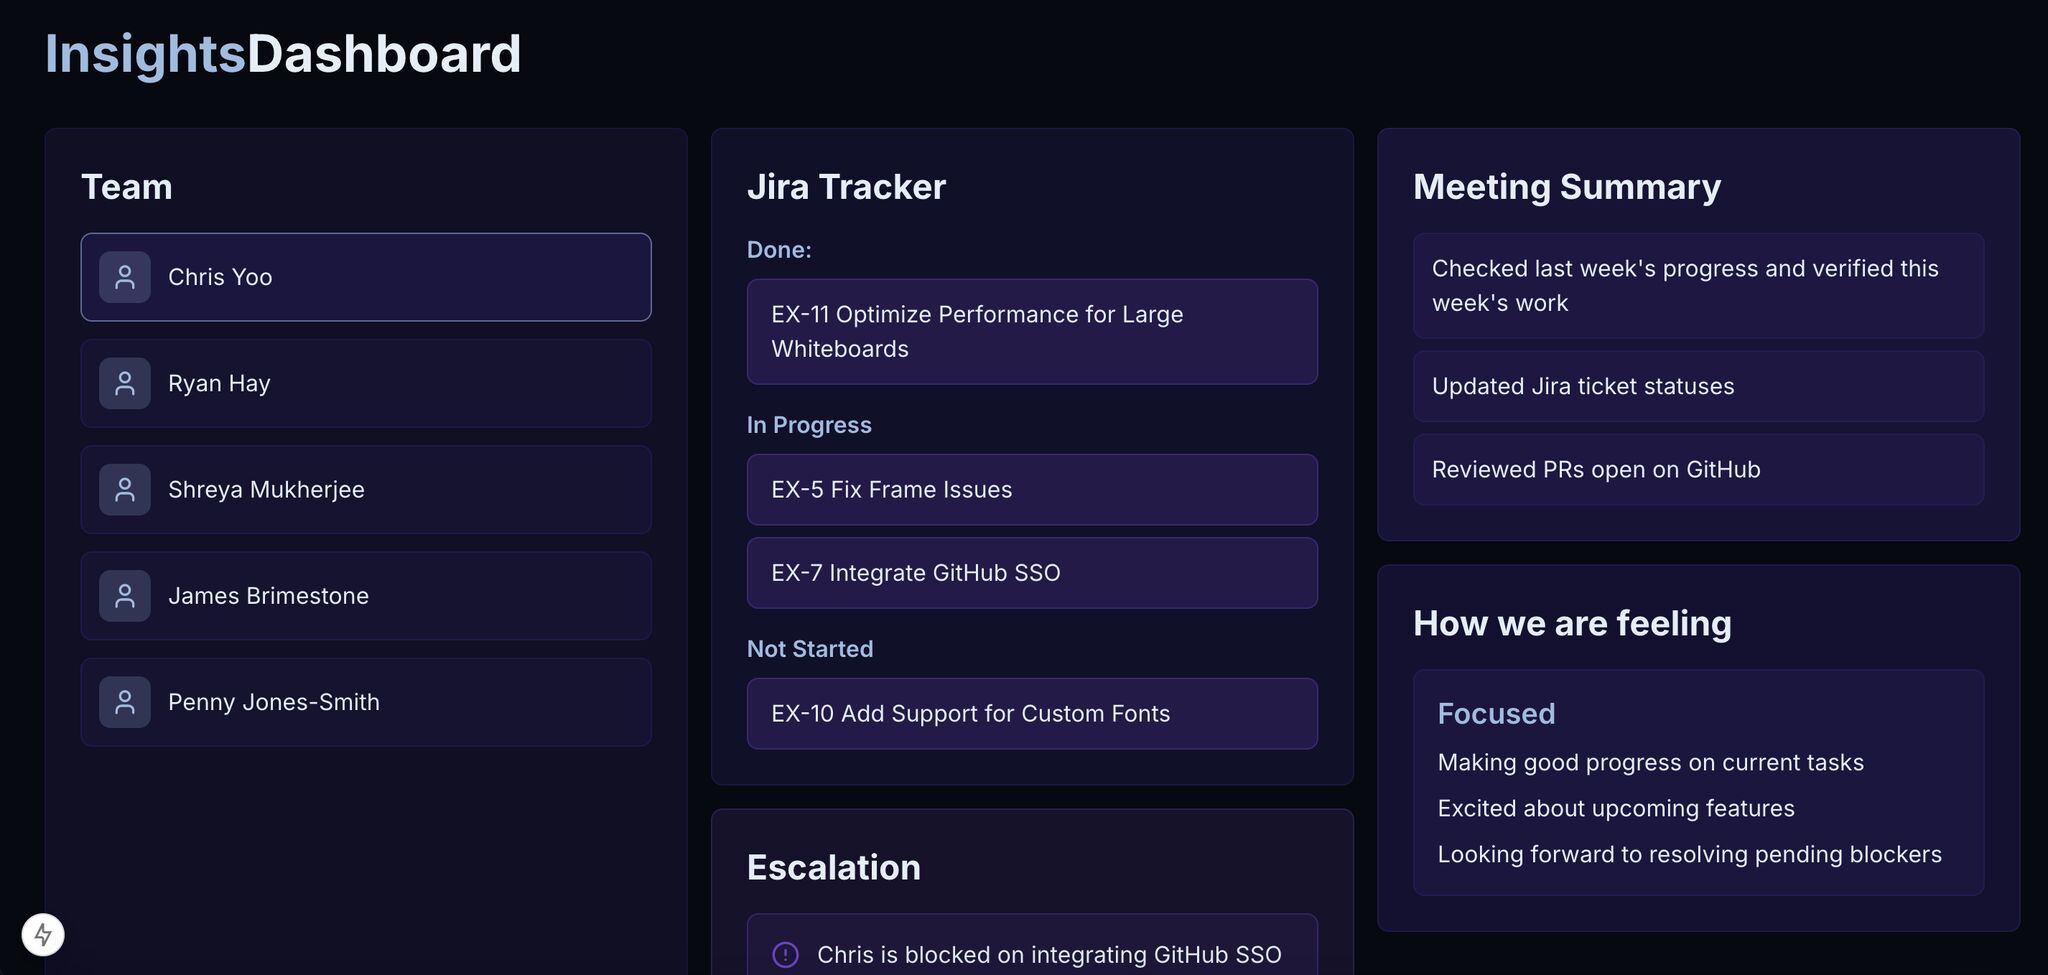 InsightsDashboard
Team
Chris Yoo
Ryan Hay
Shreya Mukherjee
James Brimestone
Penny Jones-Smith
Jira Tracker
Done:
EX-11 Optimize Performance for Large
Whiteboards
In Progress
EX-5 Fix Frame Issues
EX-7 Integrate GitHub SSO
Not Started
EX-10 Add Support for Custom Fonts
Escalation
Chris is blocked on integrating GitHub SSO
Meeting Summary
Checked last week's progress and verified this
week's work
Updated Jira ticket statuses
Reviewed PRs open on GitHub
How we are feeling
Focused
Making good progress on current tasks
Excited about upcoming features
Looking forward to resolving pending blockers